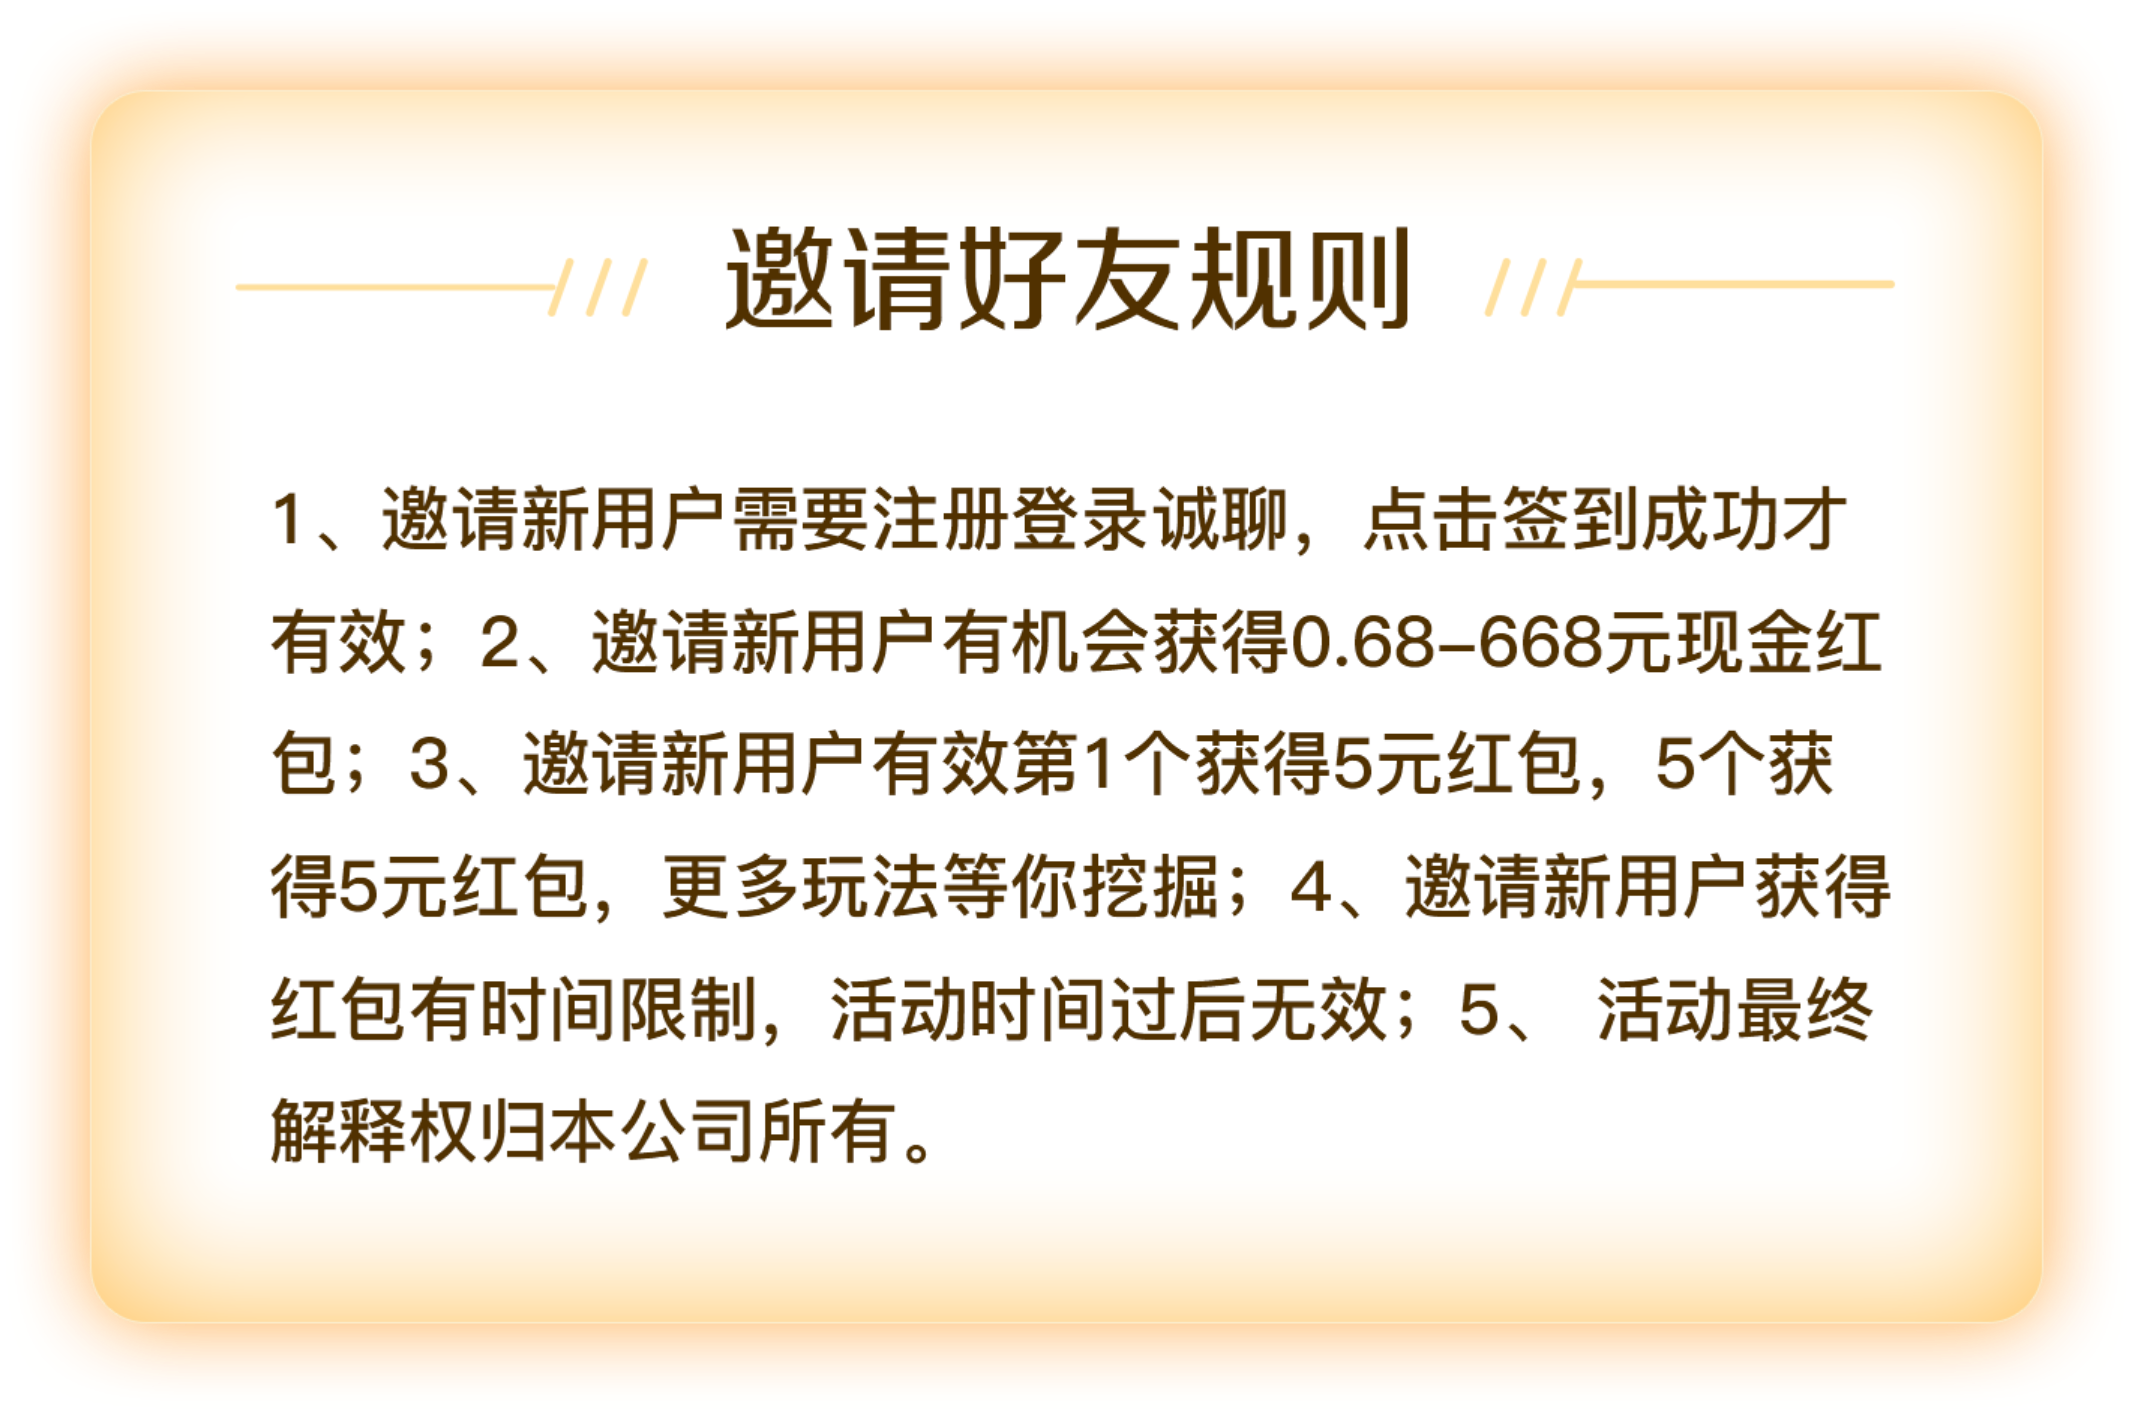 邀请好友规则
1、邀请新用户需要注册登录诚聊，点击签到成功才
有效；2、邀请新用户有机会获得0.68–668元现金红
包；3、邀请新用户有效第1个获得5元红包，5个获
得5元红包，更多玩法等你挖掘；4、邀请新用户获得
红包有时间限制，活动时间过后无效；5、 活动最终
解释权归本公司所有。